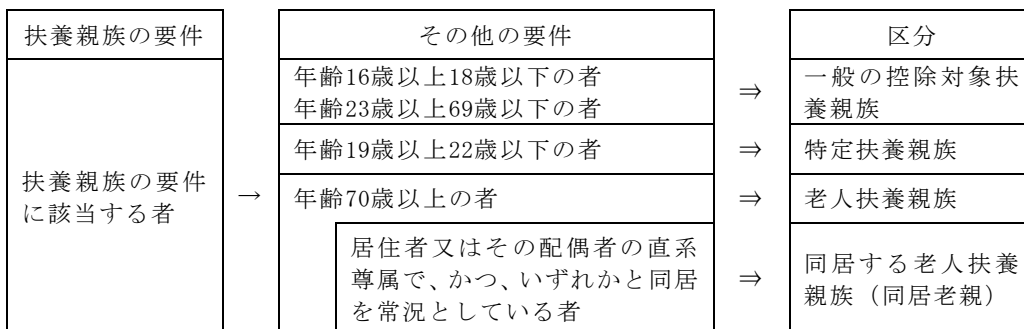 扶養親族の要件
その他の要件
区分
扶養親族の要件
に該当する者
→
年齢16歳以上18歳以下の者
年齢23歳以上69歳以下の者
⇒
一般の控除対象扶
養親族
年齢19歳以上22歳以下の者
⇒
特定扶養親族
年齢70歳以上の者
⇒
老人扶養親族
居住者又はその配偶者の直系
尊属で、かつ、いずれかと同居
を常況としている者
⇒
同居する老人扶養
親族（同居老親）